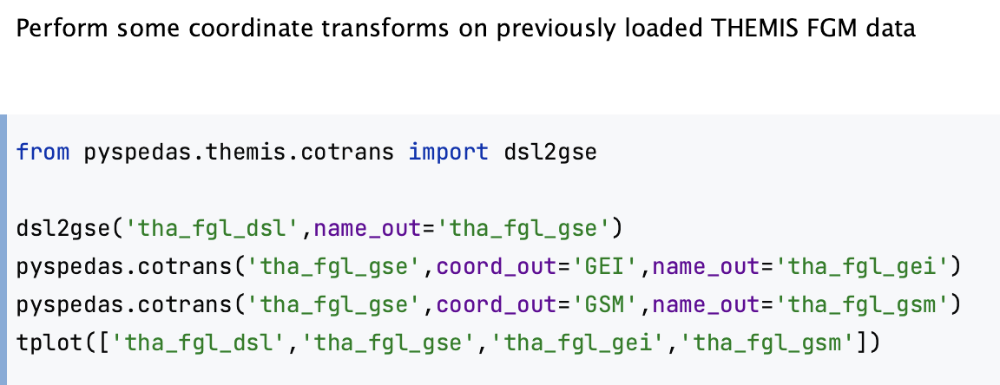 Perform some coordinate transforms on previously loaded THEMIS FGM data
from pyspedas.themis.cotrans import dsl2gse
dsl2gse('tha_fgl_dsl',name_out='tha_fgl_gse')
pyspedas.cotrans('tha_fgl_gse',coord_out='GEI',name_out='tha_fgl_gei')
pyspedas.cotrans('tha_fgl_gse',coord_out='GSM',name_out='tha_fgl_gsm')
tplot(['tha_fgl_dsl','tha_fgl_gse','tha_fgl_gei','tha_fgl_gsm'])